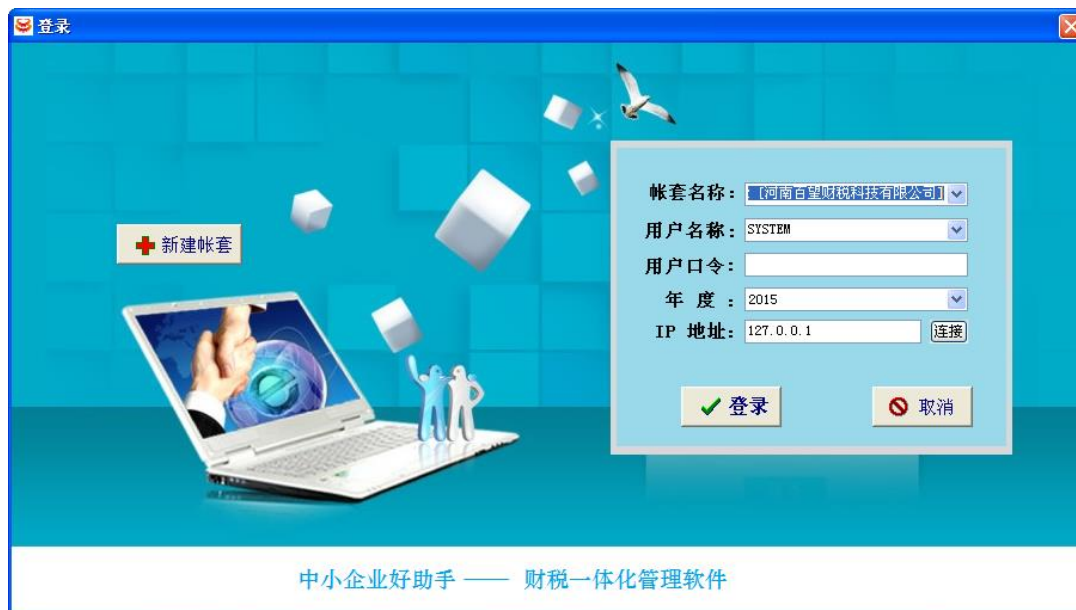 登录
新建帐套
帐套名称： [河南百望财税科技有限公司]
用户名称： SYSTEM
用户口令：
年 度 ： 2015
IP 地址： 127.0.0.1 连接
登录 取消
中小企业好助手 —— 财税一体化管理软件